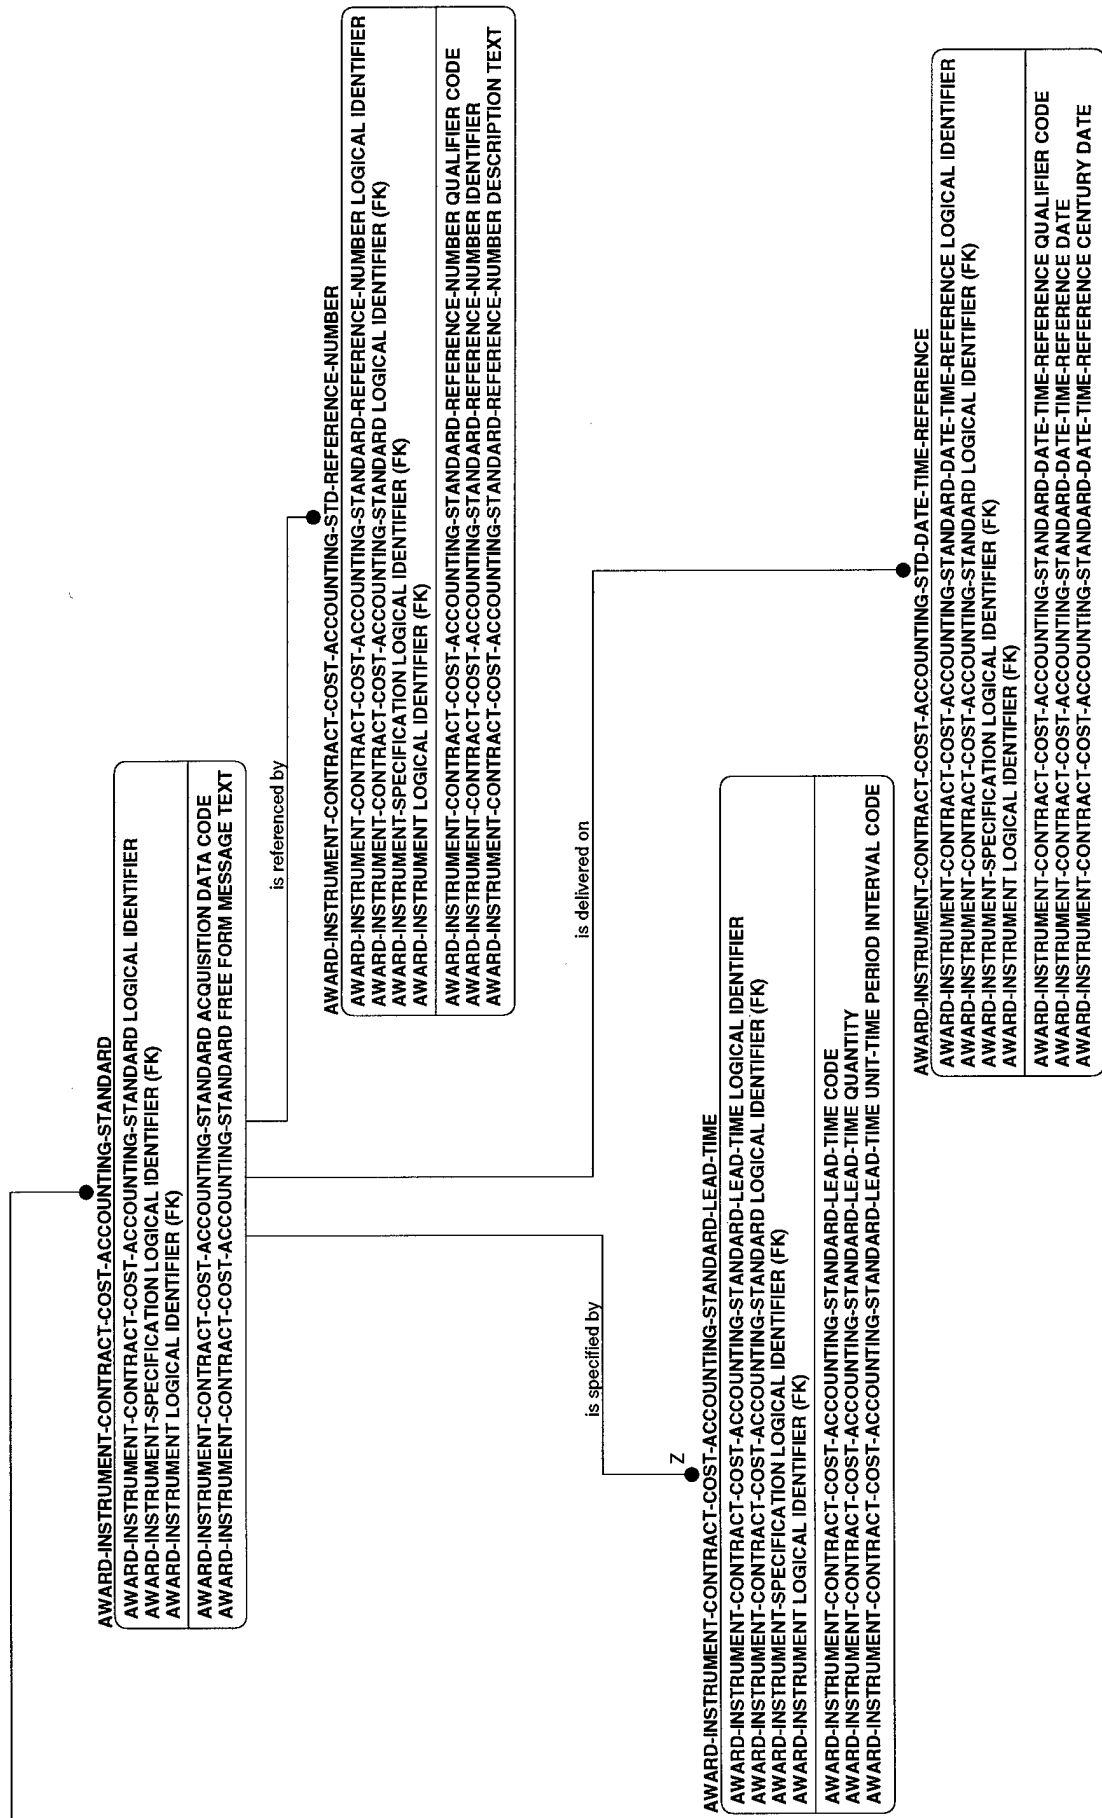 AWARD-INSTRUMENT-CONTRACT-COST-ACCOUNTING-STANDARD
AWARD-INSTRUMENT-CONTRACT-COST-ACCOUNTING-STANDARD LOGICAL IDENTIFIER
AWARD-INSTRUMENT-SPECIFICATION LOGICAL IDENTIFIER (FK)
AWARD-INSTRUMENT LOGICAL IDENTIFIER (FK)
AWARD-INSTRUMENT-CONTRACT-COST-ACCOUNTING-STANDARD ACQUISITION DATA CODE
AWARD-INSTRUMENT-CONTRACT-COST-ACCOUNTING-STANDARD FREE FORM MESSAGE TEXT
is referenced by
AWARD-INSTRUMENT-CONTRACT-COST-ACCOUNTING-STD-REFERENCE-NUMBER
AWARD-INSTRUMENT-CONTRACT-COST-ACCOUNTING-STANDARD-REFERENCE-NUMBER LOGICAL IDENTIFIER
AWARD-INSTRUMENT-CONTRACT-COST-ACCOUNTING-STANDARD LOGICAL IDENTIFIER (FK)
AWARD-INSTRUMENT-SPECIFICATION LOGICAL IDENTIFIER (FK)
AWARD-INSTRUMENT LOGICAL IDENTIFIER (FK)
AWARD-INSTRUMENT-CONTRACT-COST-ACCOUNTING-STANDARD-REFERENCE-NUMBER QUALIFIER CODE
AWARD-INSTRUMENT-CONTRACT-COST-ACCOUNTING-STANDARD-REFERENCE-NUMBER IDENTIFIER
AWARD-INSTRUMENT-CONTRACT-COST-ACCOUNTING-STANDARD-REFERENCE-NUMBER DESCRIPTION TEXT
is delivered on
is specified by
Z
AWARD-INSTRUMENT-CONTRACT-COST-ACCOUNTING-STANDARD-LEAD-TIME
AWARD-INSTRUMENT-CONTRACT-COST-ACCOUNTING-STANDARD-LEAD-TIME LOGICAL IDENTIFIER
AWARD-INSTRUMENT-CONTRACT-COST-ACCOUNTING-STANDARD LOGICAL IDENTIFIER (FK)
AWARD-INSTRUMENT-SPECIFICATION LOGICAL IDENTIFIER (FK)
AWARD-INSTRUMENT LOGICAL IDENTIFIER (FK)
AWARD-INSTRUMENT-CONTRACT-COST-ACCOUNTING-STANDARD-LEAD-TIME CODE
AWARD-INSTRUMENT-CONTRACT-COST-ACCOUNTING-STANDARD-LEAD-TIME QUANTITY
AWARD-INSTRUMENT-CONTRACT-COST-ACCOUNTING-STANDARD-LEAD-TIME UNIT-TIME PERIOD INTERVAL CODE
AWARD-INSTRUMENT-CONTRACT-COST-ACCOUNTING-STD-DATE-TIME-REFERENCE
AWARD-INSTRUMENT-CONTRACT-COST-ACCOUNTING-STANDARD-DATE-TIME-REFERENCE LOGICAL IDENTIFIER
AWARD-INSTRUMENT-CONTRACT-COST-ACCOUNTING-STANDARD LOGICAL IDENTIFIER (FK)
AWARD-INSTRUMENT-SPECIFICATION LOGICAL IDENTIFIER (FK)
AWARD-INSTRUMENT LOGICAL IDENTIFIER (FK)
AWARD-INSTRUMENT-CONTRACT-COST-ACCOUNTING-STANDARD-DATE-TIME-REFERENCE QUALIFIER CODE
AWARD-INSTRUMENT-CONTRACT-COST-ACCOUNTING-STANDARD-DATE-TIME-REFERENCE DATE
AWARD-INSTRUMENT-CONTRACT-COST-ACCOUNTING-STANDARD-DATE-TIME-REFERENCE CENTURY DATE